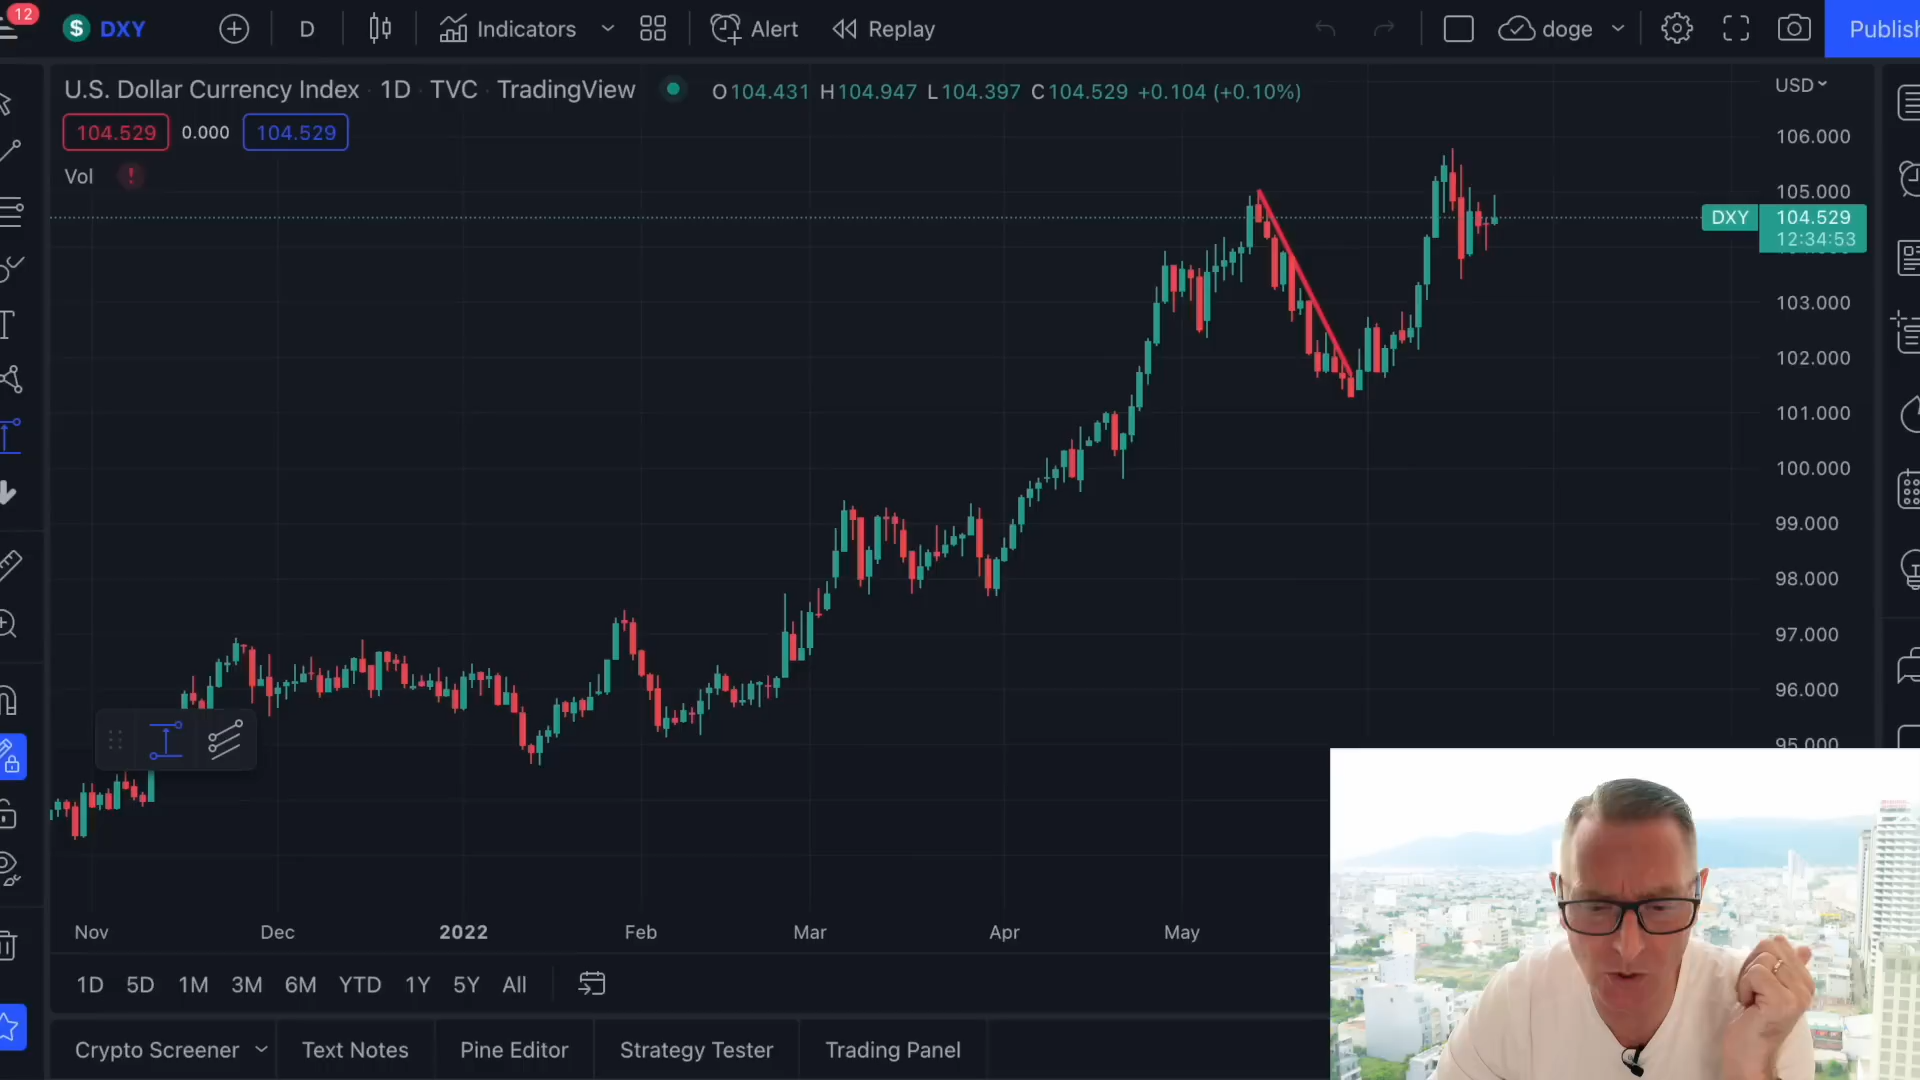 12
$ DXY D Indicators Alert Replay doge Publish
U.S. Dollar Currency Index · 1D · TVC · TradingView O104.431 H104.947 L104.397 C104.529 +0.104 (+0.10%)
USD
104.529 0.000 104.529
Vol !
106.000
105.000
DXY 104.529
12:34:53
103.000
102.000
101.000
100.000
99.000
98.000
97.000
96.000
95.000
Nov Dec 2022 Feb Mar Apr May
1D 5D 1M 3M 6M YTD 1Y 5Y All
Crypto Screener Text Notes Pine Editor Strategy Tester Trading Panel